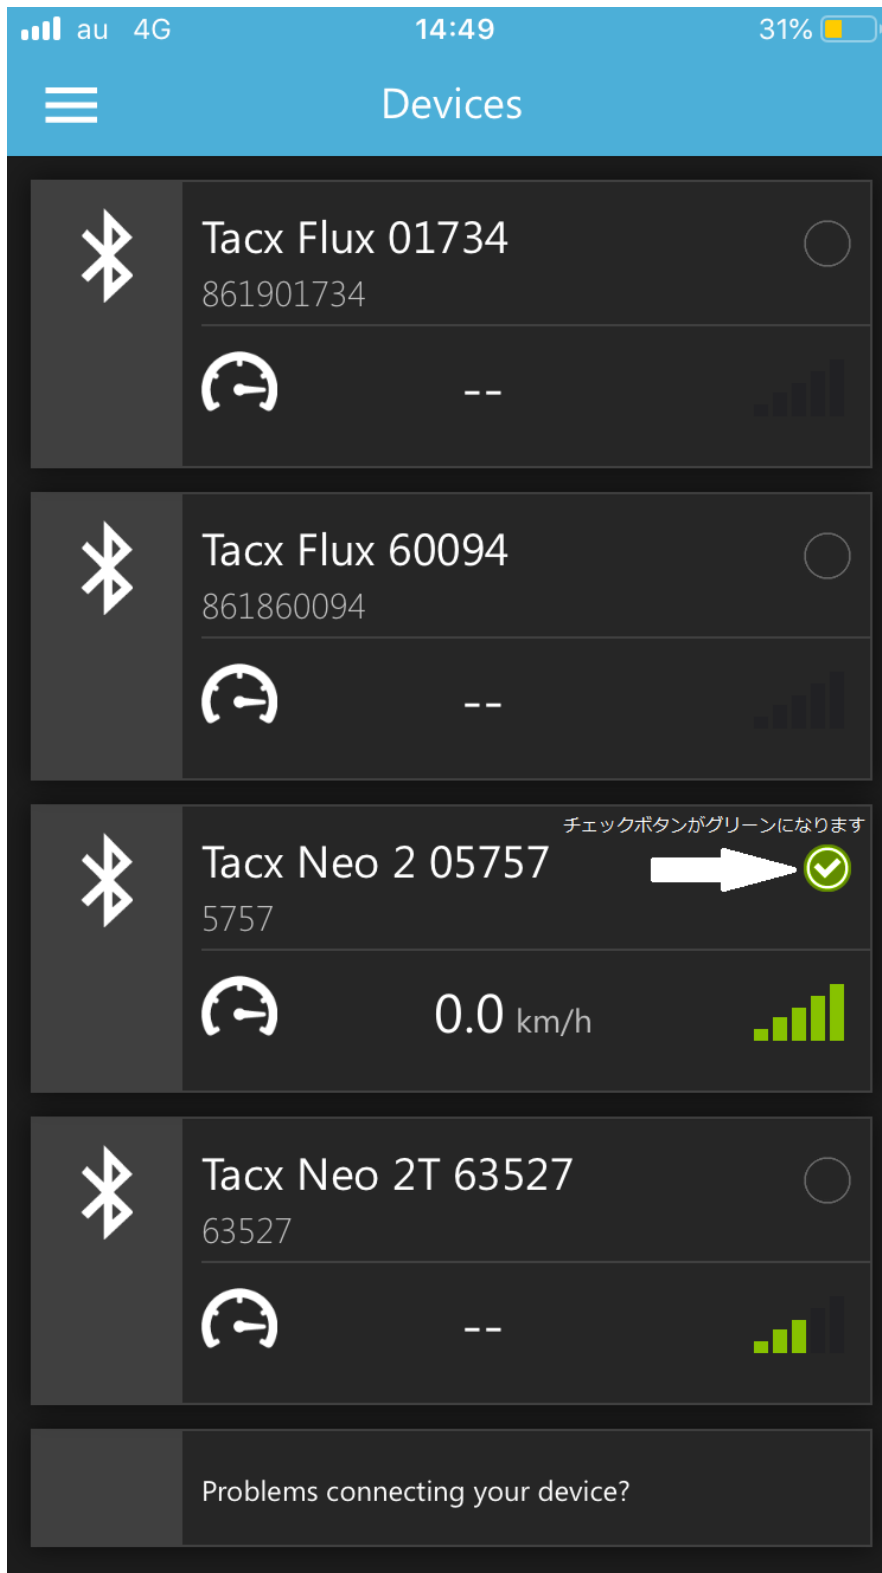 au 4G 14:49 31%
Devices
Tacx Flux 01734
861901734
--
Tacx Flux 60094
861860094
--
チェックボタンがグリーンになります
Tacx Neo 2 05757
5757
0.0 km/h
Tacx Neo 2T 63527
63527
--
Problems connecting your device?